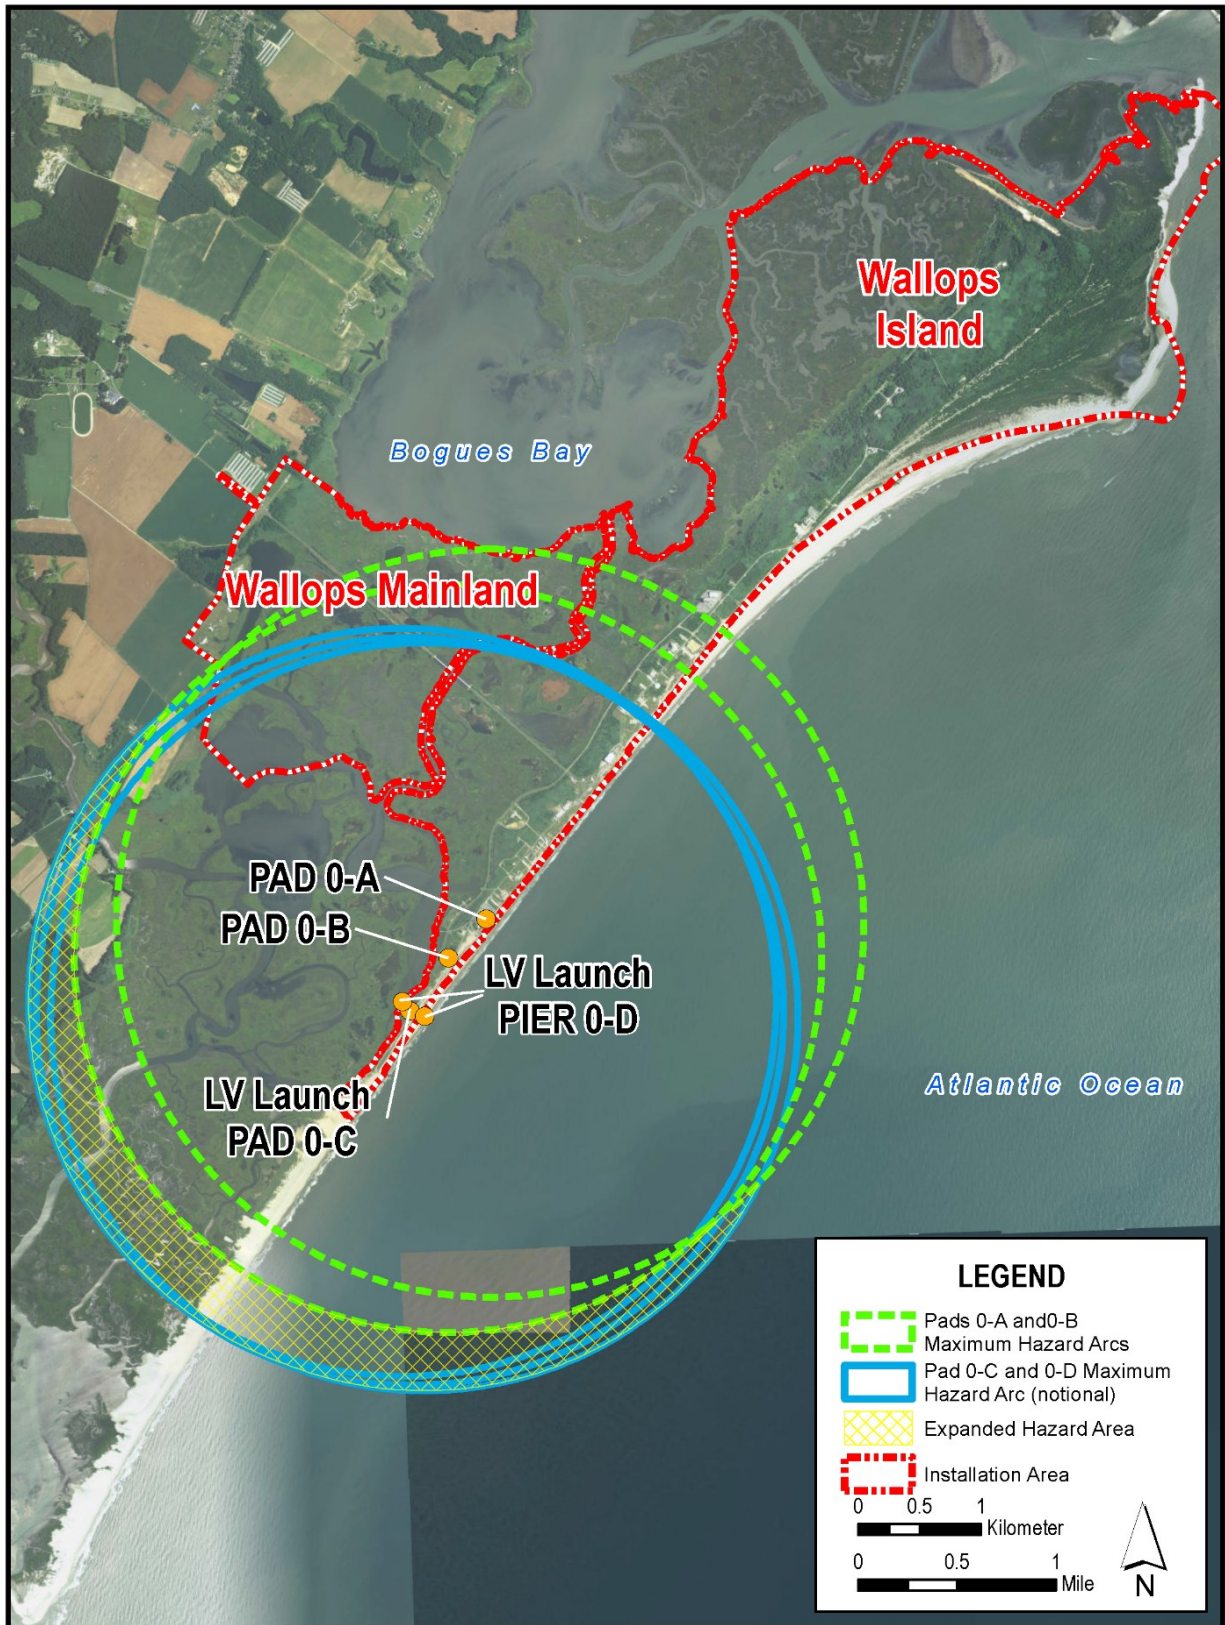 Wallops
Island
Bogues Bay
Wallops Mainland
PAD 0-A
PAD 0-B
LV Launch
PIER 0-D
LV Launch
PAD 0-C
Atlantic Ocean
LEGEND
Pads 0-A and0-B
Maximum Hazard Arcs
Pad 0-C and 0-D Maximum
Hazard Arc (notional)
Expanded Hazard Area
Installation Area
0 0.5 1
Kilometer
0 0.5 1
Mile
N